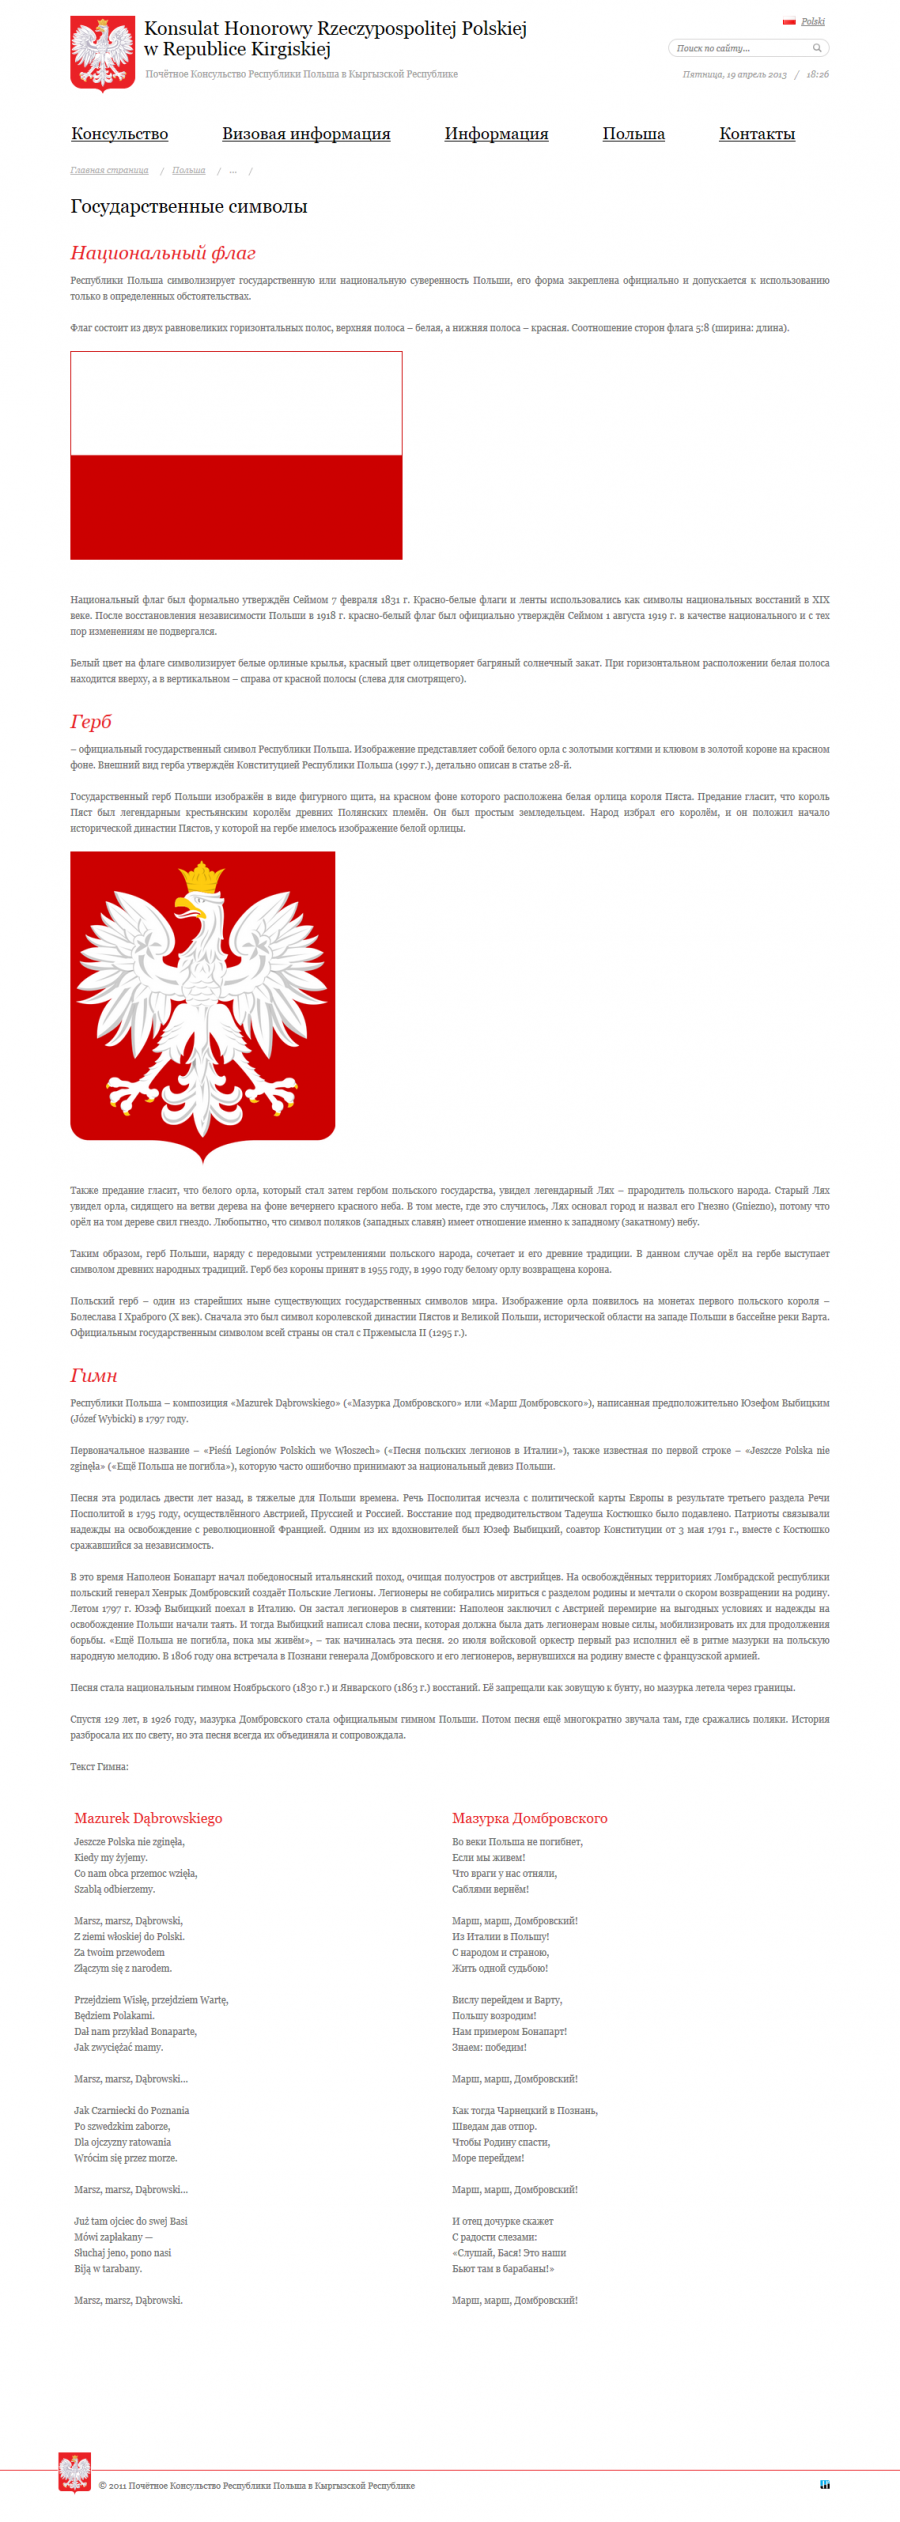 Konsulat Honorowy Rzeczypospolitej Polskiej
w Republice Kirgiskiej
Почётное Консульство Республики Польша в Кыргызской Республике
Polski
Поиск по сайту...
Пятница, 19 апрель 2013 / 18:26
Консульство Визовая информация Информация Польша Контакты
Главная страница / Польша / ... /
Государственные символы
Национальный флаг
Республики Польша символизирует государственную или национальную суверенность Польши, его форма закреплена официально и допускается к использованию
только в определенных обстоятельствах.
Флаг состоит из двух равновеликих горизонтальных полос, верхняя полоса – белая, а нижняя полоса – красная. Соотношение сторон флага 5:8 (ширина: длина).
Национальный флаг был формально утверждён Сеймом 7 февраля 1831 г. Красно-белые флаги и ленты использовались как символы национальных восстаний в XIX
веке. После восстановления независимости Польши в 1918 г. красно-белый флаг был официально утверждён Сеймом 1 августа 1919 г. в качестве национального и с тех
пор изменениям не подвергался.
Белый цвет на флаге символизирует белые орлиные крылья, красный цвет олицетворяет багряный солнечный закат. При горизонтальном расположении белая полоса
находится вверху, а в вертикальном – справа от красной полосы (слева для смотрящего).
Герб
– официальный государственный символ Республики Польша. Изображение представляет собой белого орла с золотыми когтями и клювом в золотой короне на красном
фоне. Внешний вид герба утверждён Конституцией Республики Польша (1997 г.), детально описан в статье 28-й.
Государственный герб Польши изображён в виде фигурного щита, на красном фоне которого расположена белая орлица короля Пяста. Предание гласит, что король
Пяст был легендарным крестьянским королём древних Полянских племён. Он был простым земледельцем. Народ избрал его королём, и он положил начало
исторической династии Пястов, у которой на гербе имелось изображение белой орлицы.
Также предание гласит, что белого орла, который стал затем гербом польского государства, увидел легендарный Лях – прародитель польского народа. Старый Лях
увидел орла, сидящего на ветви дерева на фоне вечернего красного неба. В том месте, где это случилось, Лях основал город и назвал его Гнезно (Gniezno), потому что
орёл на том дереве свил гнездо. Любопытно, что символ поляков (западных славян) имеет отношение именно к западному (закатному) небу.
Таким образом, герб Польши, наряду с передовыми устремлениями польского народа, сочетает и его древние традиции. В данном случае орёл на гербе выступает
символом древних народных традиций. Герб без короны принят в 1955 году, в 1990 году белому орлу возвращена корона.
Польский герб – один из старейших ныне существующих государственных символов мира. Изображение орла появилось на монетах первого польского короля –
Болеслава I Храброго (X век). Сначала это был символ королевской династии Пястов и Великой Польши, исторической области на западе Польши в бассейне реки Варта.
Официальным государственным символом всей страны он стал с Пржемысла II (1295 г.).
Гимн
Республики Польша – композиция «Mazurek Dąbrowskiego» («Мазурка Домбровского» или «Марш Домбровского»), написанная предположительно Юзефом Выбицким
(Józef Wybicki) в 1797 году.
Первоначальное название – «Pieśń Legionów Polskich we Włoszech» («Песня польских легионов в Италии»), также известная по первой строке – «Jeszcze Polska nie
zginęła» («Ещё Польша не погибла»), которую часто ошибочно принимают за национальный девиз Польши.
Песня эта родилась двести лет назад, в тяжелые для Польши времена. Речь Посполитая исчезла с политической карты Европы в результате третьего раздела Речи
Посполитой в 1795 году, осуществлённого Австрией, Пруссией и Россией. Восстание под предводительством Тадеуша Костюшко было подавлено. Патриоты связывали
надежды на освобождение с революционной Францией. Одним из их вдохновителей был Юзеф Выбицкий, соавтор Конституции от 3 мая 1791 г., вместе с Костюшко
сражавшийся за независимость.
В это время Наполеон Бонапарт начал победоносный итальянский поход, очищая полуостров от австрийцев. На освобождённых территориях Ломбардской республики
польский генерал Хенрык Домбровский создаёт Польские Легионы. Легионеры не собирались мириться с разделом родины и мечтали о скором возвращении на родину.
Летом 1797 г. Юзэф Выбицкий поехал в Италию. Он застал легионеров в смятении: Наполеон заключил с Австрией перемирие на выгодных условиях и надежды на
освобождение Польши начали таять. И тогда Выбицкий написал слова песни, которая должна была дать легионерам новые силы, мобилизировать их для продолжения
борьбы. «Ещё Польша не погибла, пока мы живём», – так начиналась эта песня. 20 июля войсковой оркестр первый раз исполнил её в ритме мазурки на польскую
народную мелодию. В 1806 году она встречала в Познани генерала Домбровского и его легионеров, вернувшихся на родину вместе с французской армией.
Песня стала национальным гимном Ноябрьского (1830 г.) и Январского (1863 г.) восстаний. Её запрещали как зовущую к бунту, но мазурка летела через границы.
Спустя 129 лет, в 1926 году, мазурка Домбровского стала официальным гимном Польши. Потом песня ещё многократно звучала там, где сражались поляки. История
разбросала их по свету, но эта песня всегда их объединяла и сопровождала.
Текст Гимна:
Mazurek Dąbrowskiego
Jeszcze Polska nie zginęła,
Kiedy my żyjemy.
Co nam obca przemoc wzięła,
Szablą odbierzemy.
Marsz, marsz, Dąbrowski,
Z ziemi włoskiej do Polski.
Za twoim przewodem
Złączym się z narodem.
Przejdziem Wisłę, przejdziem Wartę,
Będziem Polakami.
Dał nam przykład Bonaparte,
Jak zwyciężać mamy.
Marsz, marsz, Dąbrowski...
Jak Czarniecki do Poznania
Po szwedzkim zaborze,
Dla ojczyzny ratowania
Wrócim się przez morze.
Marsz, marsz, Dąbrowski...
Już tam ojciec do swej Basi
Mówi zapłakany —
Słuchaj jeno, pono nasi
Biją w tarabany.
Marsz, marsz, Dąbrowski.
Мазурка Домбровского
Во веки Польша не погибнет,
Если мы живем!
Что враги у нас отняли,
Саблями вернём!
Марш, марш, Домбровский!
Из Италии в Польшу!
С народом и страною,
Жить одной судьбою!
Вислу перейдем и Варту,
Польшу возродим!
Нам примером Бонапарт!
Знаем: победим!
Марш, марш, Домбровский!
Как тогда Чарнецкий в Познань,
Шведам дав отпор.
Чтобы Родину спасти,
Море перейдем!
Марш, марш, Домбровский!
И отец дочурке скажет
С радости слезами:
«Слушай, Бася! Это наши
Бьют там в барабаны!»
Марш, марш, Домбровский!
© 2011 Почётное Консульство Республики Польша в Кыргызской Республике